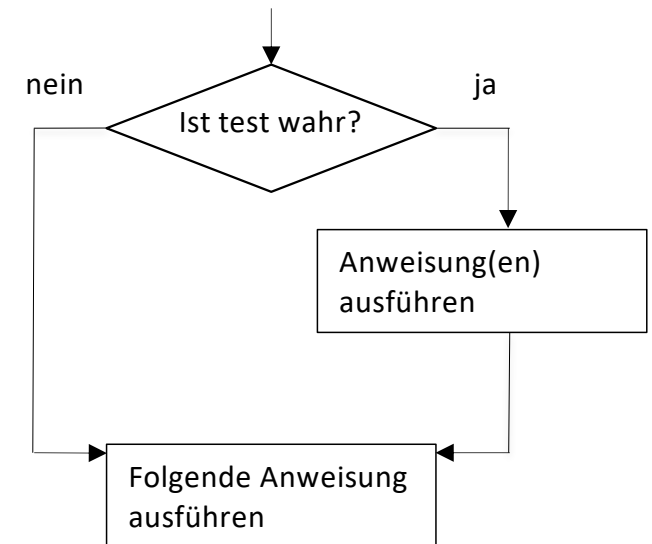 nein
ja
Ist test wahr?
Anweisung(en)
ausführen
Folgende Anweisung
ausführen